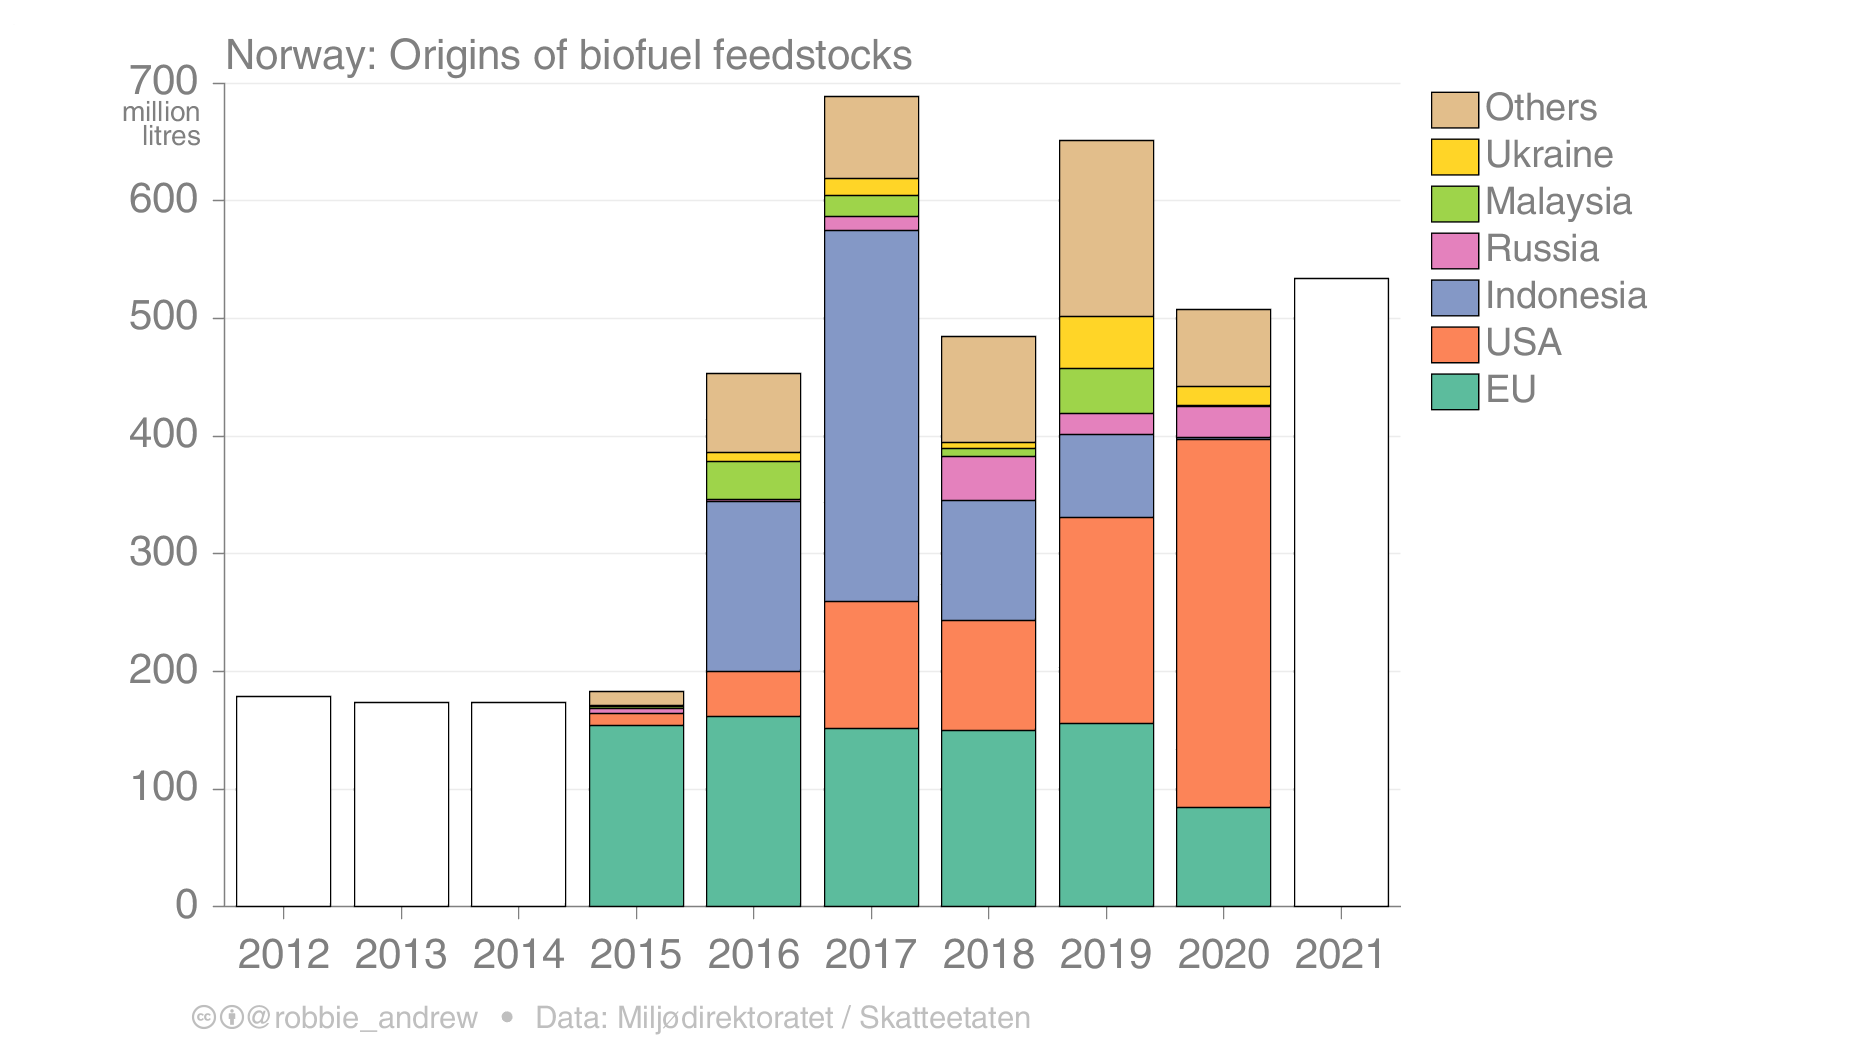 Norway: Origins of biofuel feedstocks
700
million
litres
600
500
400
300
200
100
0
2012 2013 2014 2015 2016 2017 2018 2019 2020 2021
Others
Ukraine
Malaysia
Russia
Indonesia
USA
EU
@robbie_andrew • Data: Miljødirektoratet / Skatteetaten